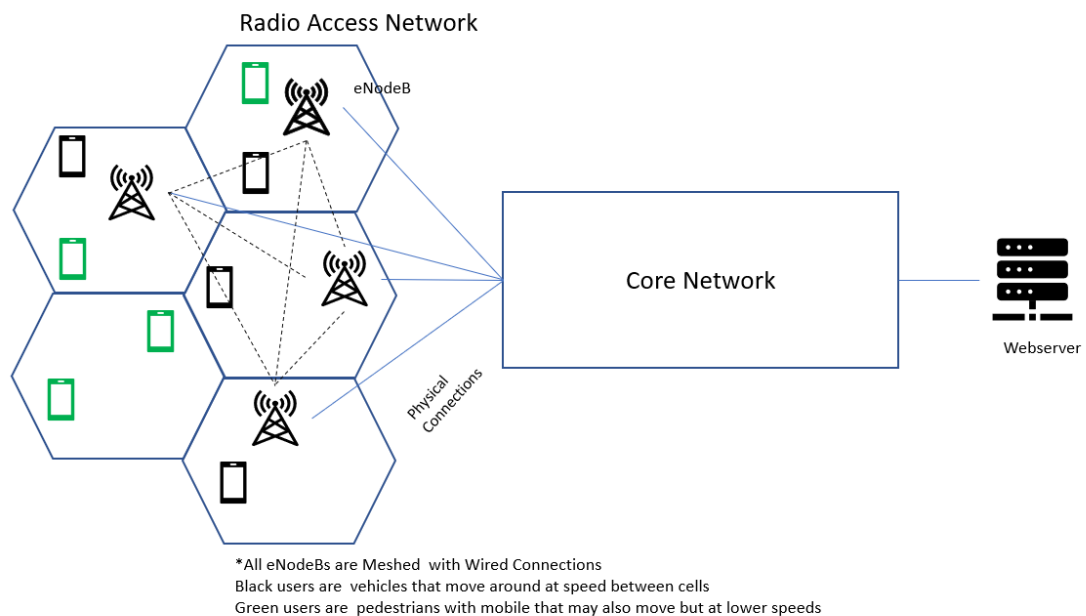 Radio Access Network
eNodeB
Core Network
Webserver
Physical
Connections
*All eNodeBs are Meshed with Wired Connections
Black users are vehicles that move around at speed between cells
Green users are pedestrians with mobile that may also move but at lower speeds